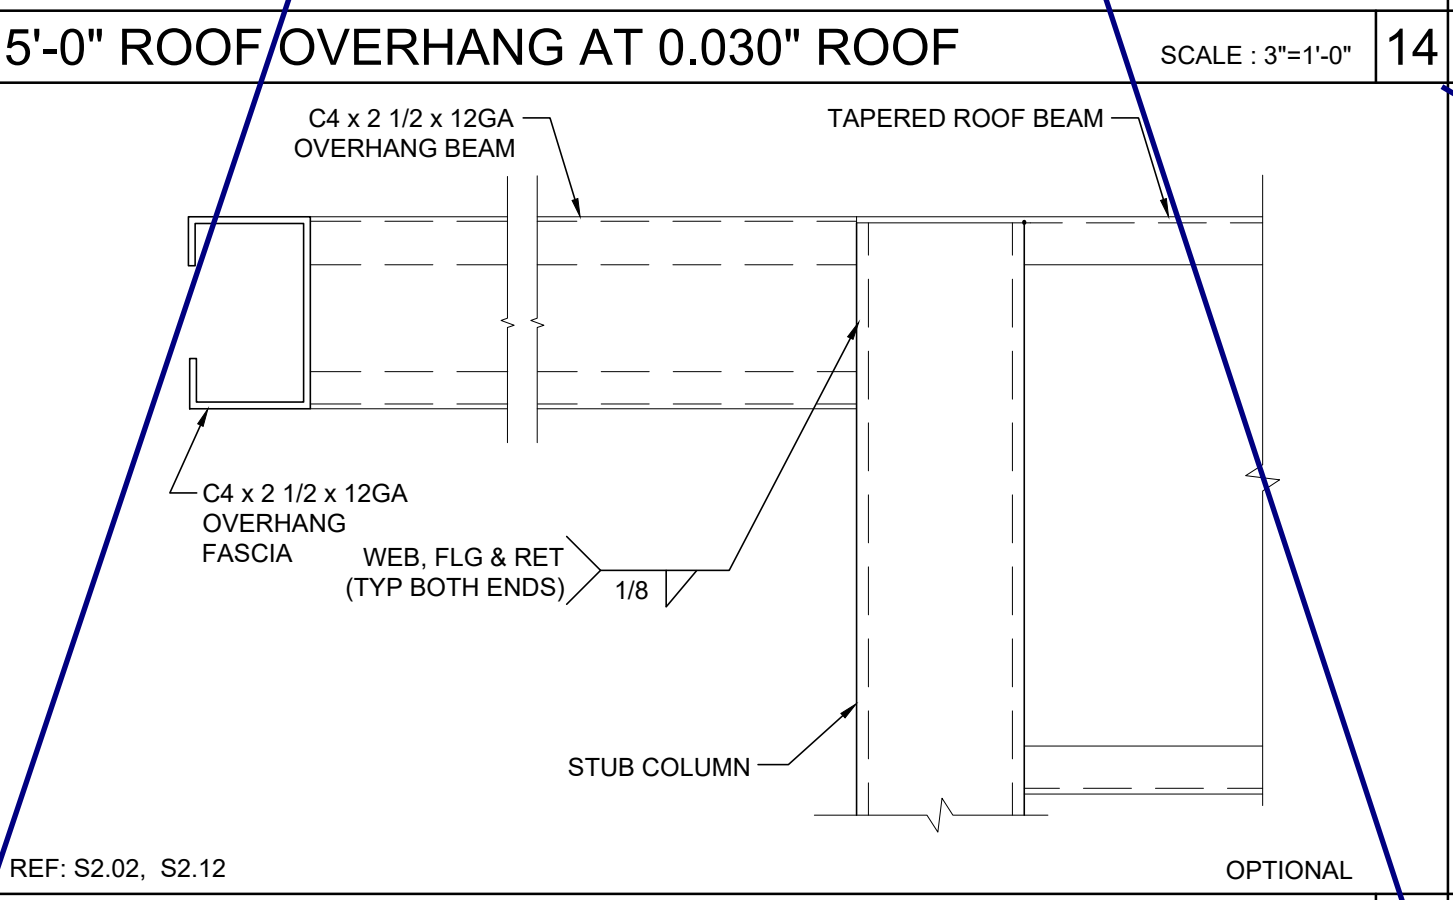 5'-0" ROOF OVERHANG AT 0.030" ROOF
SCALE : 3"=1'-0"
14
C4 x 2 1/2 x 12GA
OVERHANG BEAM
TAPERED ROOF BEAM
C4 x 2 1/2 x 12GA
OVERHANG
FASCIA
WEB, FLG & RET
(TYP BOTH ENDS)
1/8
STUB COLUMN
REF: S2.02, S2.12
OPTIONAL